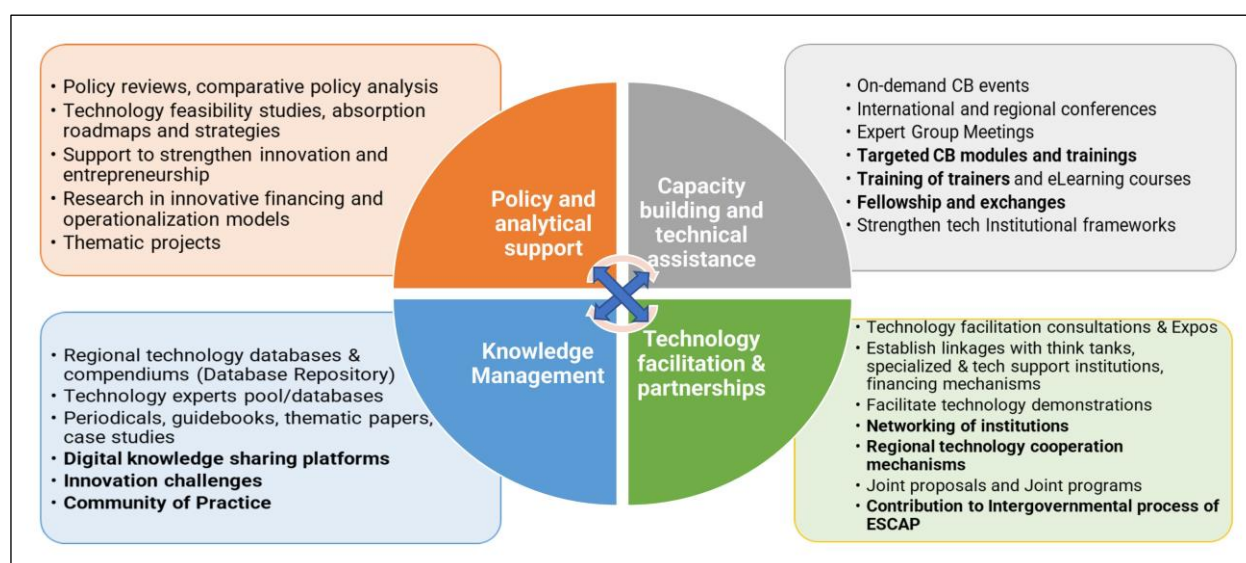 • Policy reviews, comparative policy analysis
• Technology feasibility studies, absorption
roadmaps and strategies
• Support to strengthen innovation and
entrepreneurship
• Research in innovative financing and
operationalization models
• Thematic projects
Policy and
analytical
support
Capacity
building and
technical
assistance
• On-demand CB events
• International and regional conferences
• Expert Group Meetings
• Targeted CB modules and trainings
• Training of trainers and eLearning courses
• Fellowship and exchanges
• Strengthen tech Institutional frameworks
• Regional technology databases &
compendiums (Database Repository)
• Technology experts pool/databases
• Periodicals, guidebooks, thematic papers,
case studies
• Digital knowledge sharing platforms
• Innovation challenges
• Community of Practice
Knowledge
Management
Technology
facilitation &
partnerships
• Technology facilitation consultations & Expos
• Establish linkages with think tanks,
specialized & tech support institutions,
financing mechanisms
• Facilitate technology demonstrations
• Networking of institutions
• Regional technology cooperation
mechanisms
• Joint proposals and Joint programs
• Contribution to Intergovernmental process of
ESCAP